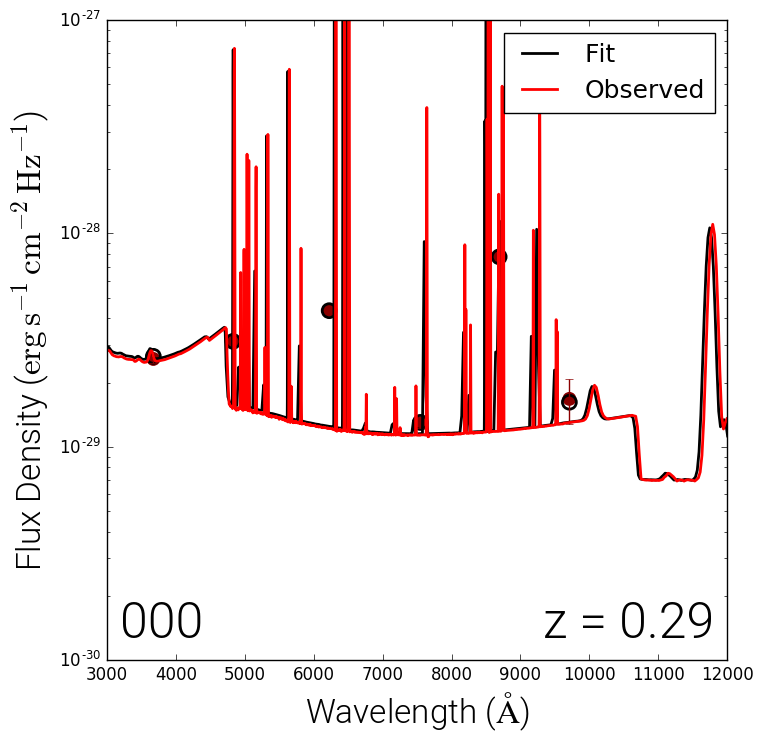 10^-27
10^-28
10^-29
10^-30
Flux Density (erg s^-1 cm^-2 Hz^-1)
Fit
Observed
000
z = 0.29
3000 4000 5000 6000 7000 8000 9000 10000 11000 12000
Wavelength (Å)